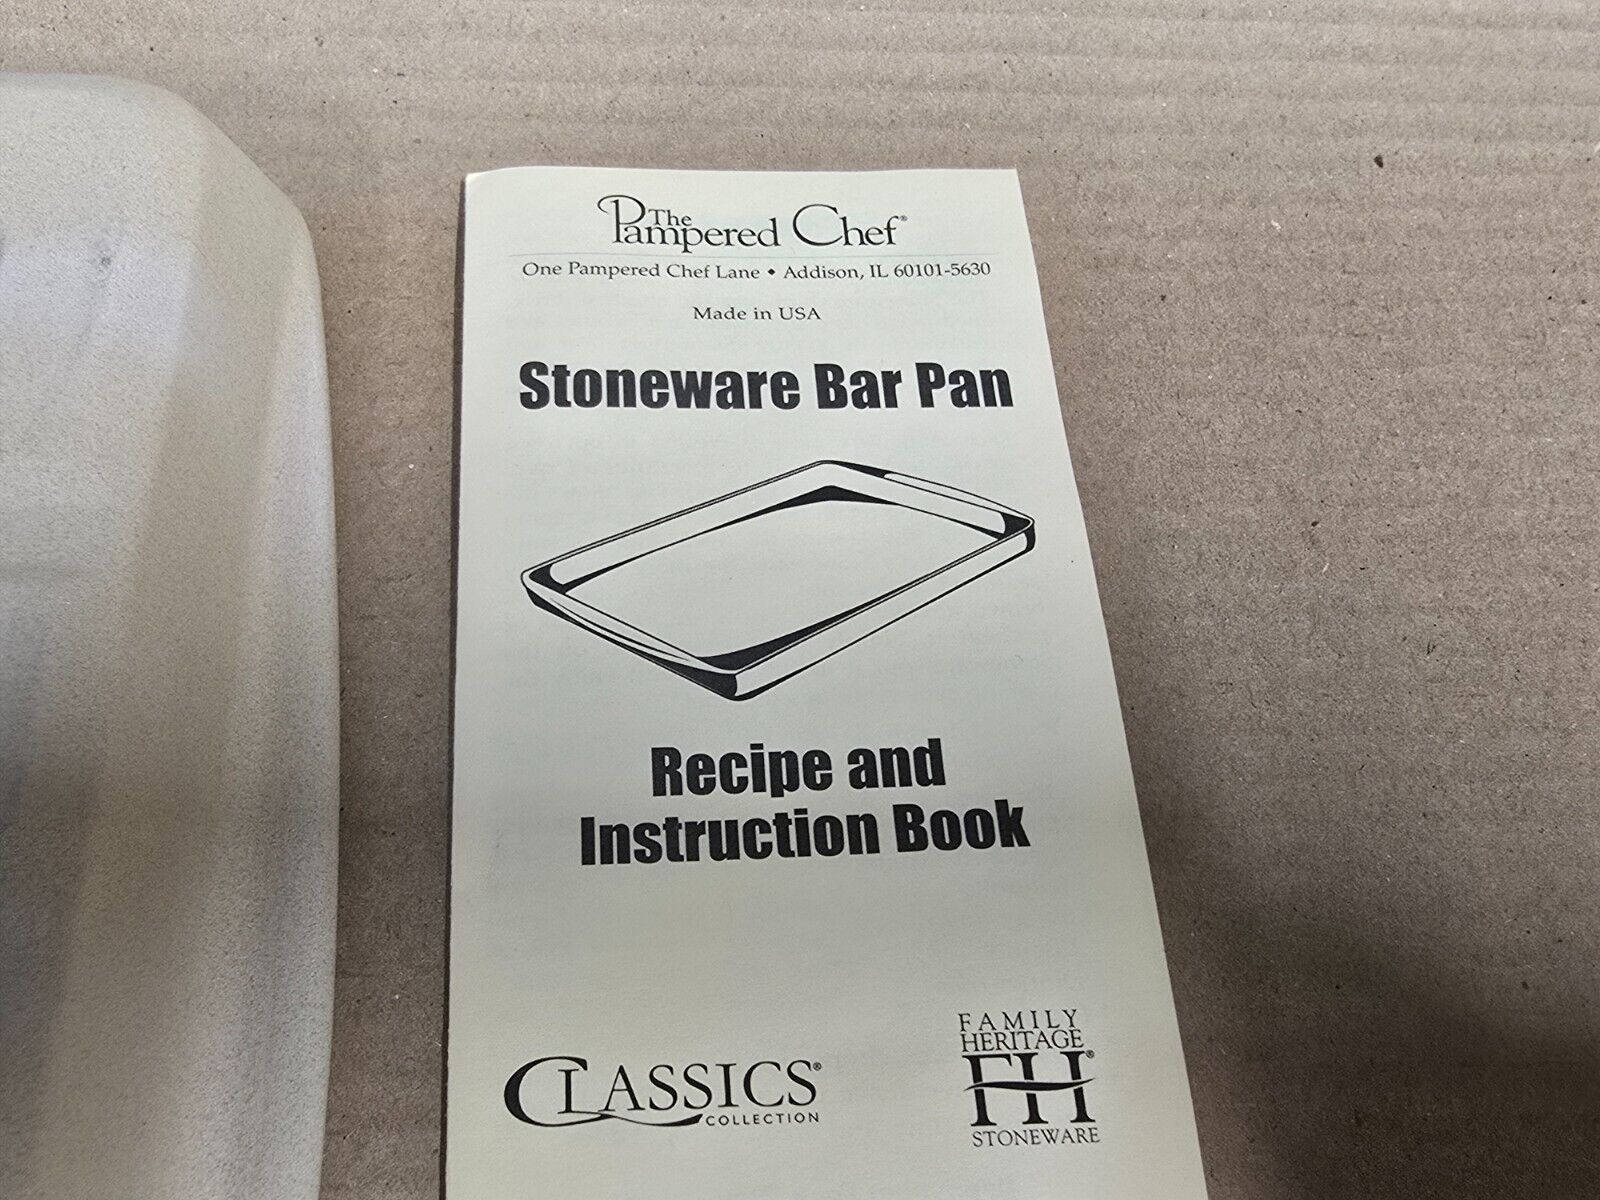 The
Pampered Chef®
One Pampered Chef Lane ◆ Addison, IL 60101-5630
Made in USA
Stoneware Bar Pan
Recipe and
Instruction Book
CLASSICS®
COLLECTION
FAMILY
HERITAGE
FH®
STONEWARE